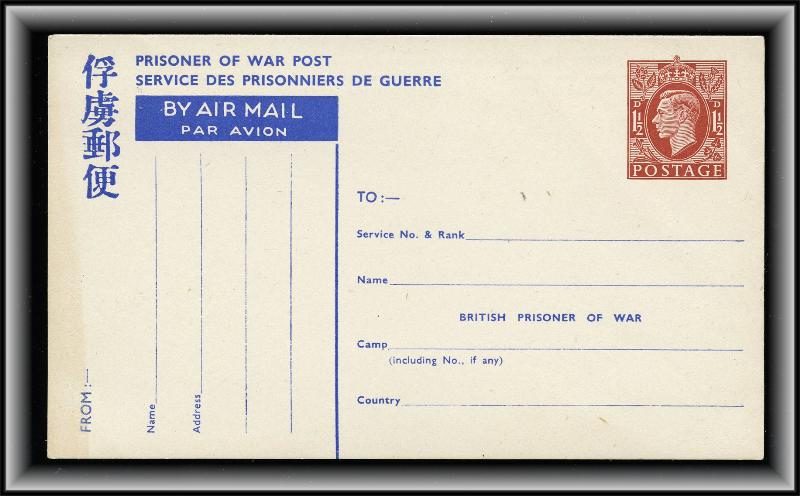 俘虜郵便
PRISONER OF WAR POST
SERVICE DES PRISONNIERS DE GUERRE
BY AIR MAIL
PAR AVION
D D
1½ 1½
POSTAGE
TO:—
Service No. & Rank
Name
BRITISH PRISONER OF WAR
Camp
(including No., if any)
Country
FROM:—
Name
Address